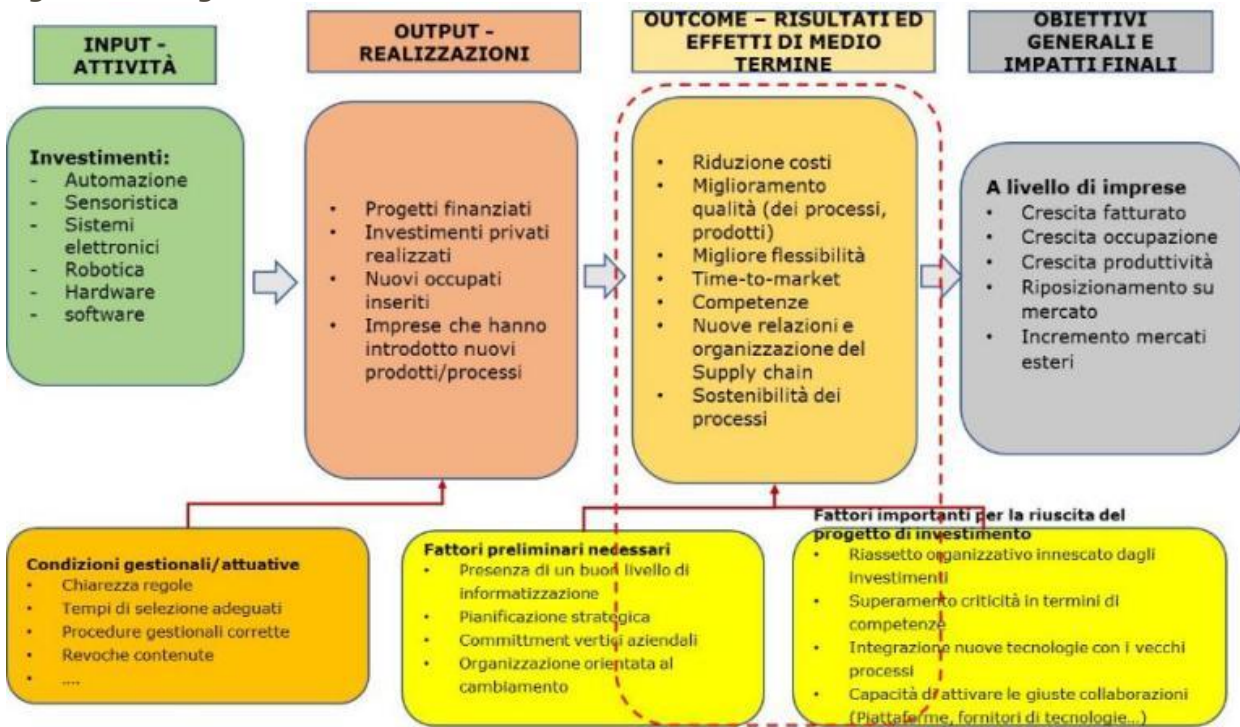 INPUT -
ATTIVITÀ
OUTPUT -
REALIZZAZIONI
OUTCOME – RISULTATI ED
EFFETTI DI MEDIO
TERMINE
OBIETTIVI
GENERALI E
IMPATTI FINALI
Investimenti:
- Automazione
- Sensoristica
- Sistemi
elettronici
- Robotica
- Hardware
- software
• Progetti finanziati
• Investimenti privati
realizzati
• Nuovi occupati
inseriti
• Imprese che hanno
introdotto nuovi
prodotti/processi
• Riduzione costi
• Miglioramento
qualità (dei processi,
prodotti)
• Migliore flessibilità
• Time-to-market
• Competenze
• Nuove relazioni e
organizzazione del
Supply chain
• Sostenibilità dei
processi
A livello di imprese
• Crescita fatturato
• Crescita occupazione
• Crescita produttività
• Riposizionamento su
mercato
• Incremento mercati
esteri
Condizioni gestionali/attuative
• Chiarezza regole
• Tempi di selezione adeguati
• Procedure gestionali corrette
• Revoche contenute
• ....
Fattori preliminari necessari
• Presenza di un buon livello di
informatizzazione
• Pianificazione strategica
• Committment vertici aziendali
• Organizzazione orientata al
cambiamento
Fattori importanti per la riuscita del
progetto di investimento
• Riassetto organizzativo innescato dagli
investimenti
• Superamento criticità in termini di
competenze
• Integrazione nuove tecnologie con i vecchi
processi
• Capacità di attivare le giuste collaborazioni
(Piattaforme, fornitori di tecnologie...)